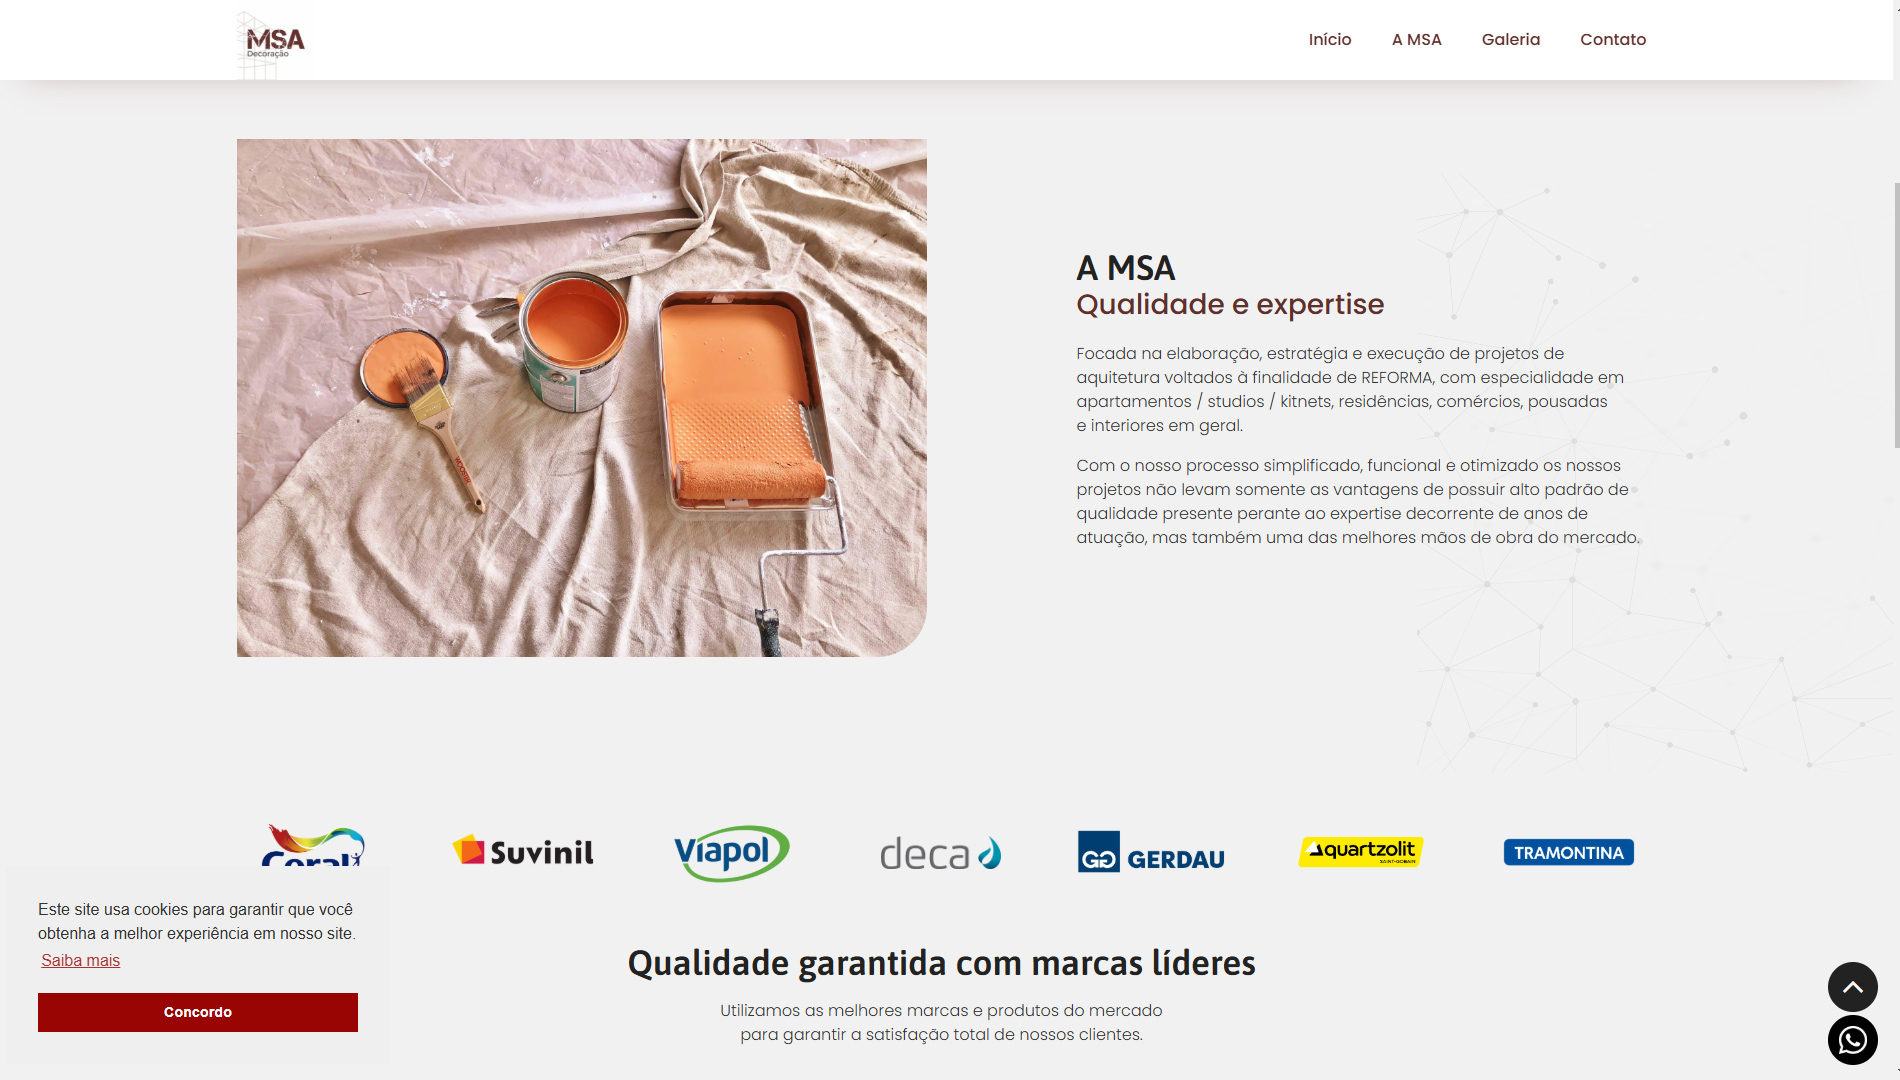 MSA
Decoração
Início
A MSA
Galeria
Contato
A MSA
Qualidade e expertise
Focada na elaboração, estratégia e execução de projetos de
aquitetura voltados à finalidade de REFORMA, com especialidade em
apartamentos / studios / kitnets, residências, comércios, pousadas
e interiores em geral.
Com o nosso processo simplificado, funcional e otimizado os nossos
projetos não levam somente as vantagens de possuir alto padrão de
qualidade presente perante ao expertise decorrente de anos de
atuação, mas também uma das melhores mãos de obra do mercado.
Coral
Suvinil
Viapol
deca
GG GERDAU
quartzolit
SAINT-GOBAIN
TRAMONTINA
Qualidade garantida com marcas líderes
Utilizamos as melhores marcas e produtos do mercado
para garantir a satisfação total de nossos clientes.
Este site usa cookies para garantir que você
obtenha a melhor experiência em nosso site.
Saiba mais
Concordo